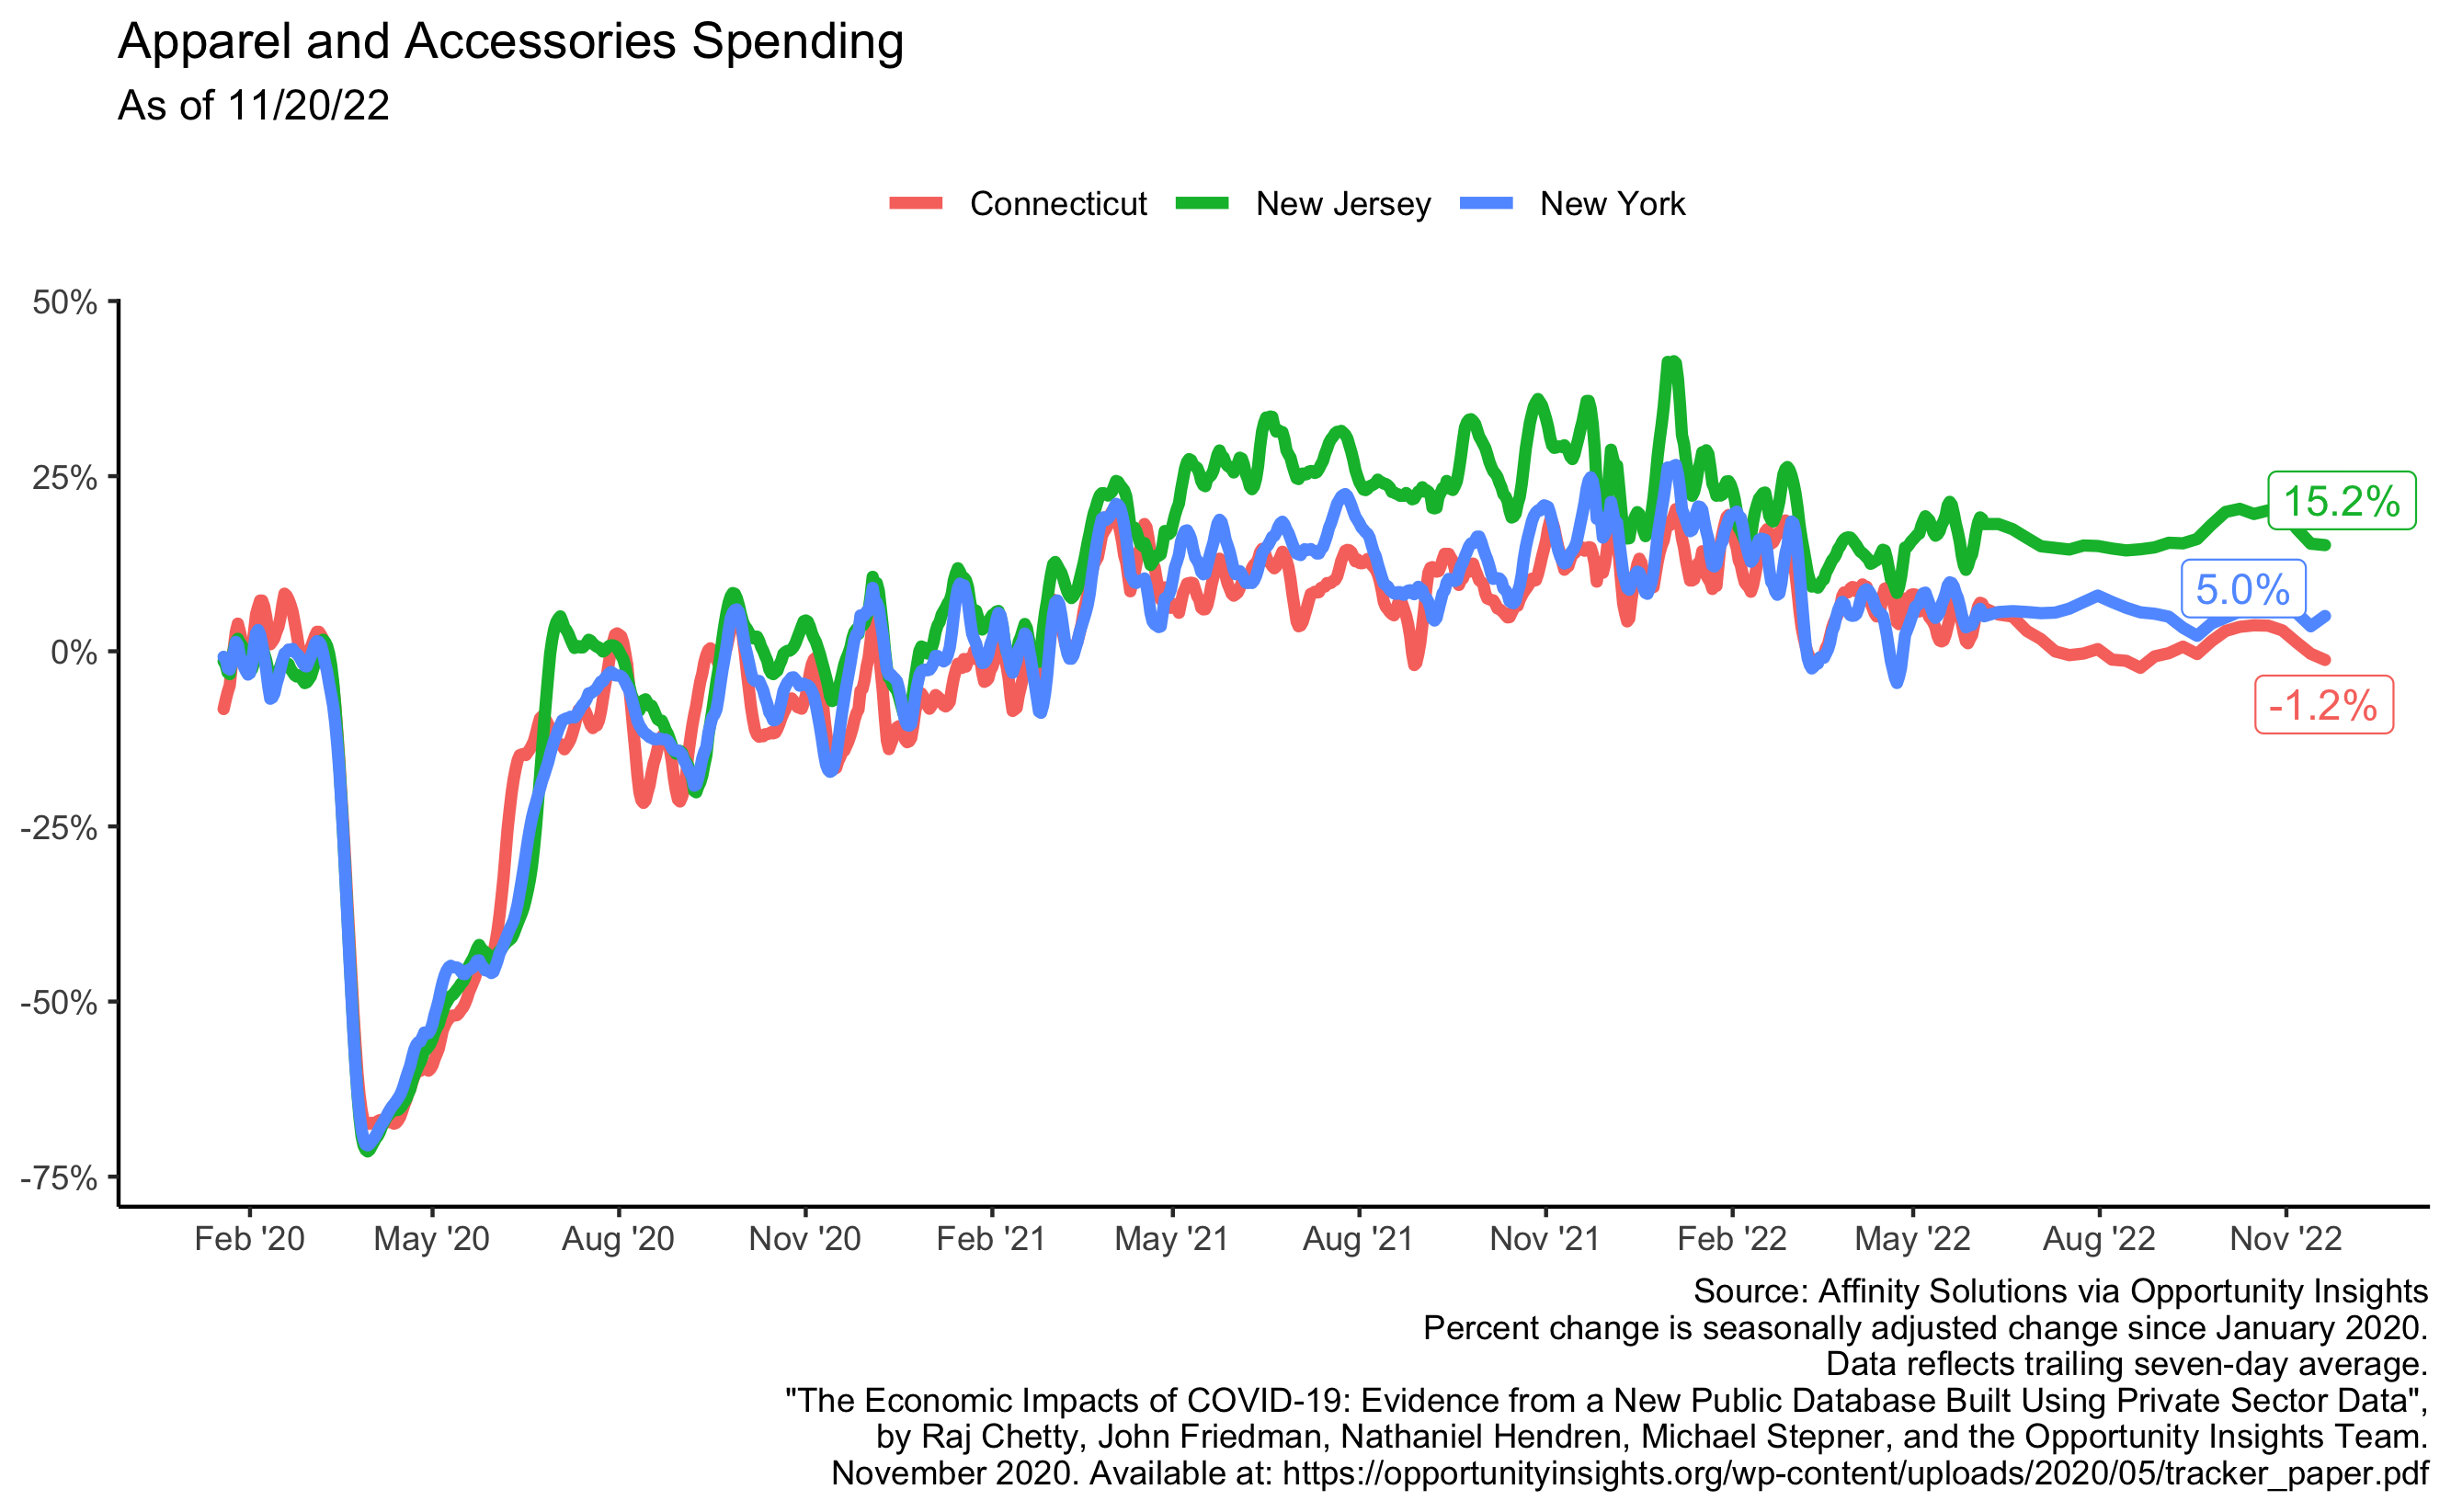 Apparel and Accessories Spending
As of 11/20/22
Connecticut New Jersey New York
50%
25%
0%
-25%
-50%
-75%
15.2%
5.0%
-1.2%
Feb '20 May '20 Aug '20 Nov '20 Feb '21 May '21 Aug '21 Nov '21 Feb '22 May '22 Aug '22 Nov '22
Source: Affinity Solutions via Opportunity Insights
Percent change is seasonally adjusted change since January 2020.
Data reflects trailing seven-day average.
"The Economic Impacts of COVID-19: Evidence from a New Public Database Built Using Private Sector Data",
by Raj Chetty, John Friedman, Nathaniel Hendren, Michael Stepner, and the Opportunity Insights Team.
November 2020. Available at: https://opportunityinsights.org/wp-content/uploads/2020/05/tracker_paper.pdf